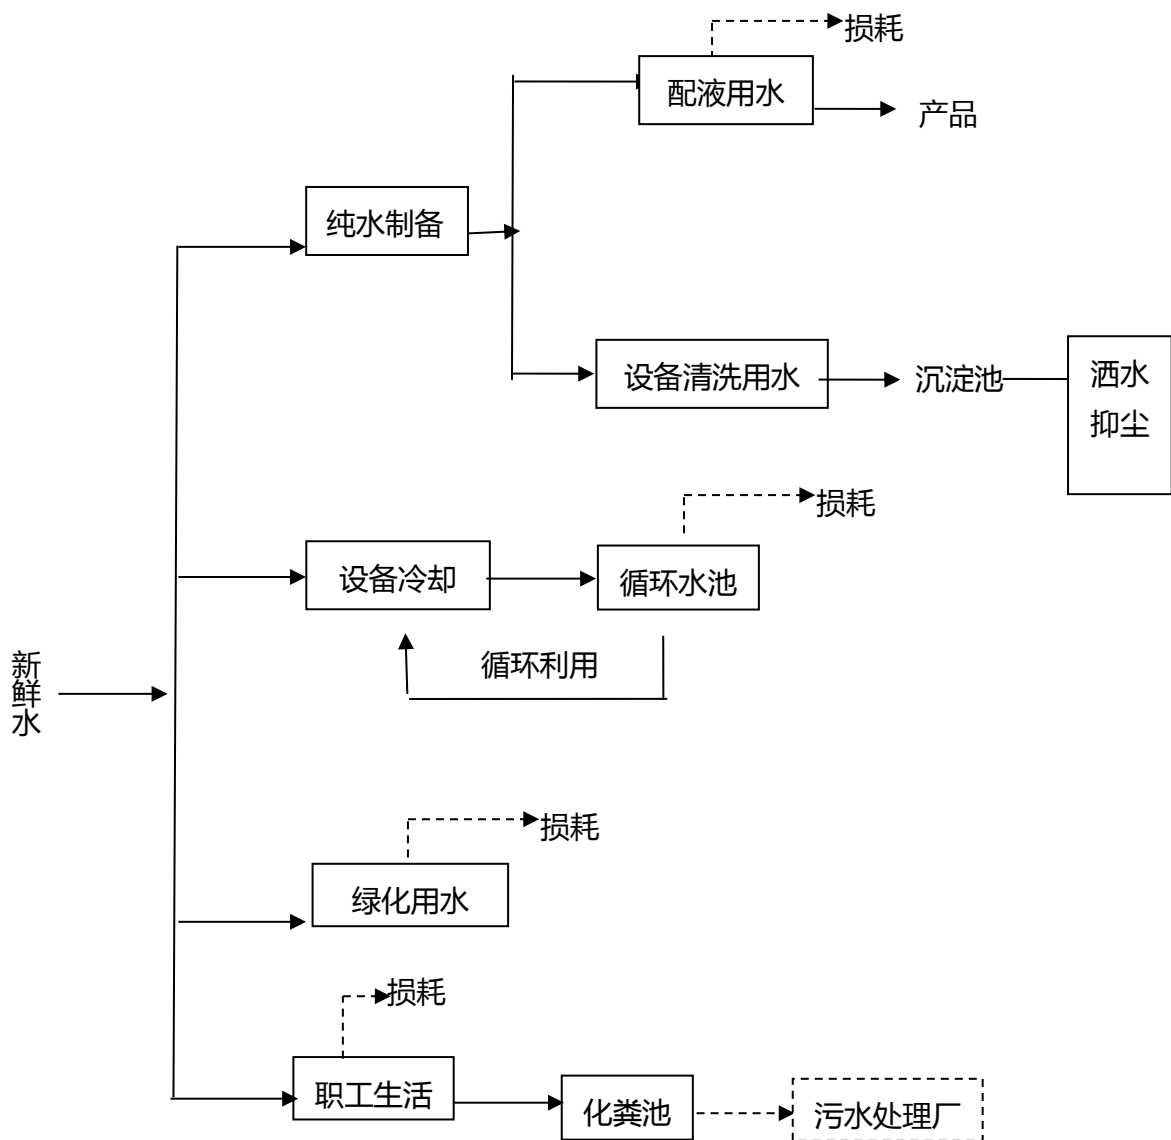 损耗
配液用水
产品
纯水制备
设备清洗用水
沉淀池
洒水
抑尘
损耗
设备冷却
循环水池
循环利用
新
鲜
水
损耗
绿化用水
损耗
职工生活
化粪池
污水处理厂